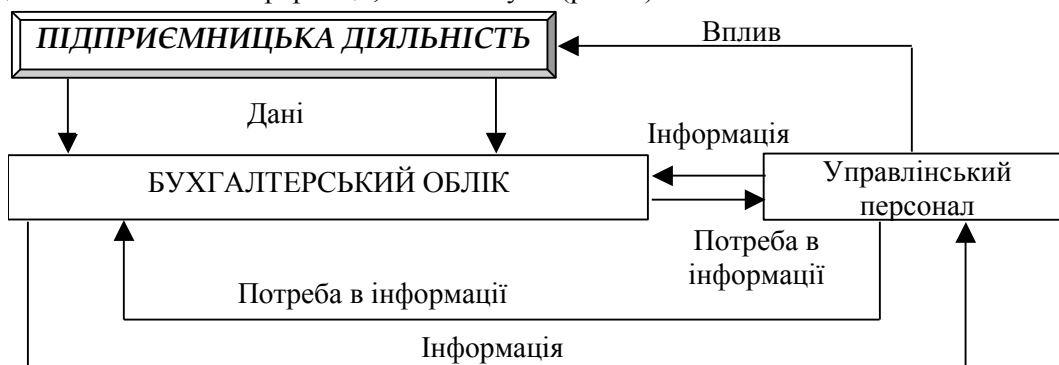 ПІДПРИЄМНИЦЬКА ДІЯЛЬНІСТЬ
Вплив
Дані
Інформація
БУХГАЛТЕРСЬКИЙ ОБЛІК
Управлінський
персонал
Потреба в
інформації
Потреба в інформації
Інформація